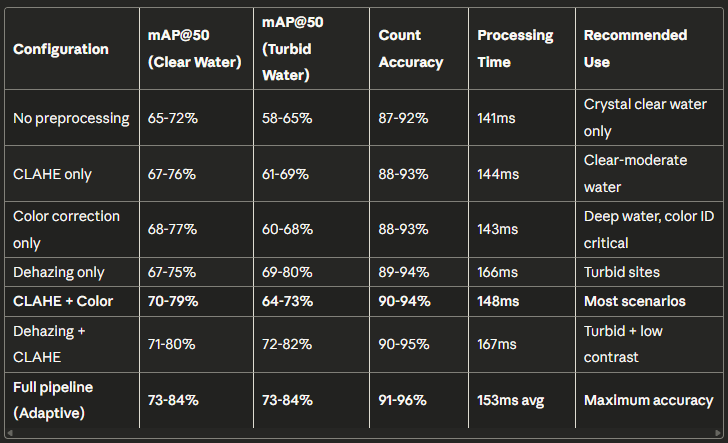 Configuration mAP@50 (Clear Water) mAP@50 (Turbid Water) Count Accuracy Processing Time Recommended Use
No preprocessing 65-72% 58-65% 87-92% 141ms Crystal clear water only
CLAHE only 67-76% 61-69% 88-93% 144ms Clear-moderate water
Color correction only 68-77% 60-68% 88-93% 143ms Deep water, color ID critical
Dehazing only 67-75% 69-80% 89-94% 166ms Turbid sites
CLAHE + Color 70-79% 64-73% 90-94% 148ms Most scenarios
Dehazing + CLAHE 71-80% 72-82% 90-95% 167ms Turbid + low contrast
Full pipeline (Adaptive) 73-84% 73-84% 91-96% 153ms avg Maximum accuracy